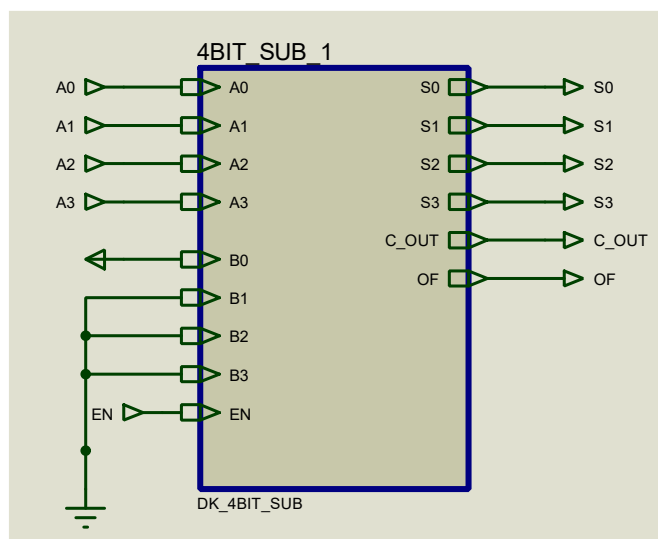 4BIT_SUB_1
A0 A0 S0 S0
A1 A1 S1 S1
A2 A2 S2 S2
A3 A3 S3 S3
C_OUT C_OUT
B0
OF OF
B1
B2
B3
EN EN
DK_4BIT_SUB